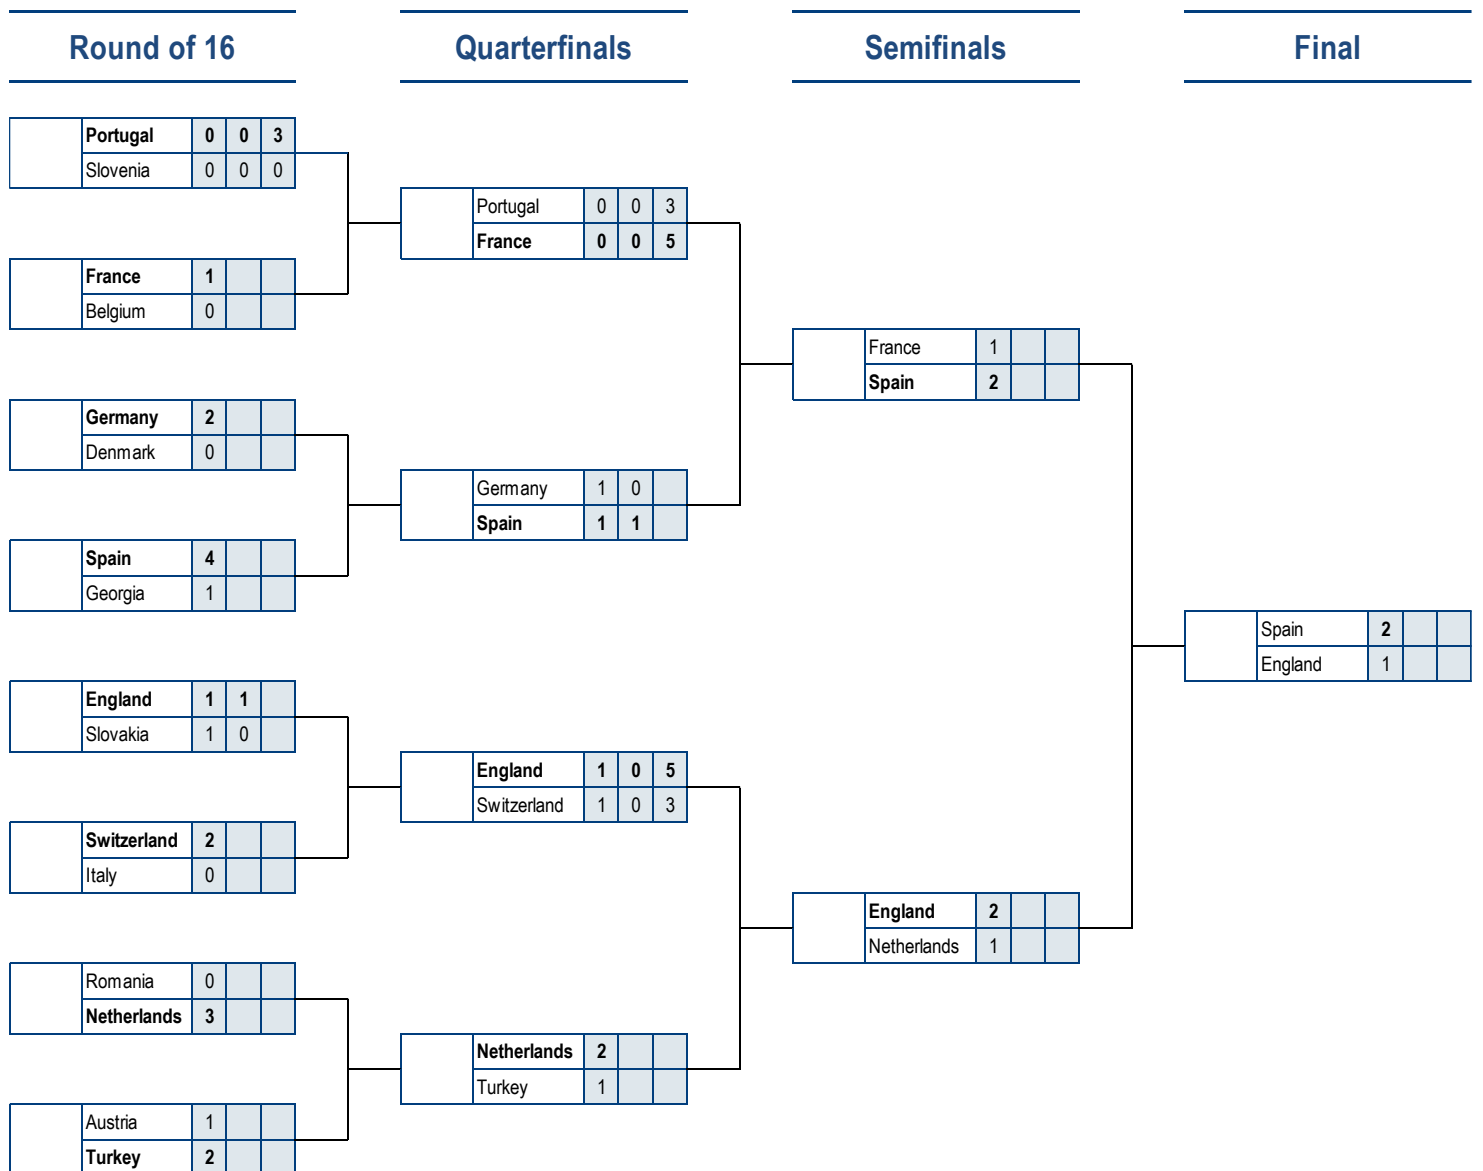 Round of 16 Quarterfinals Semifinals Final
Portugal 0 0 3
Slovenia 0 0 0
France 1
Belgium 0
Germany 2
Denmark 0
Spain 4
Georgia 1
England 1 1
Slovakia 1 0
Switzerland 2
Italy 0
Romania 0
Netherlands 3
Austria 1
Turkey 2
Portugal 0 0 3
France 0 0 5
Germany 1 0
Spain 1 1
England 1 0 5
Switzerland 1 0 3
Netherlands 2
Turkey 1
France 1
Spain 2
England 2
Netherlands 1
Spain 2
England 1